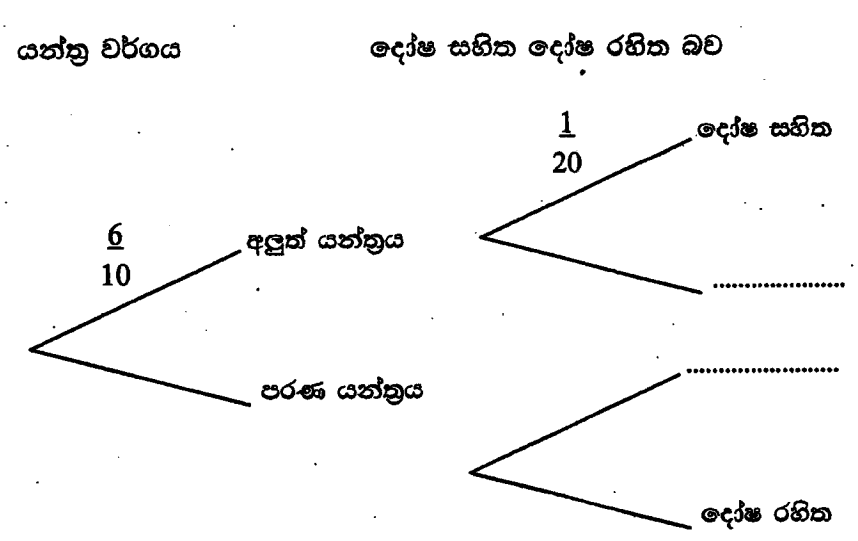 යන්ත්‍ර වර්ගය
දෝෂ සහිත දෝෂ රහිත බව
1
20
දෝෂ සහිත
6
10
අලුත් යන්ත්‍රය
.....................
.....................
පරණ යන්ත්‍රය
දෝෂ රහිත